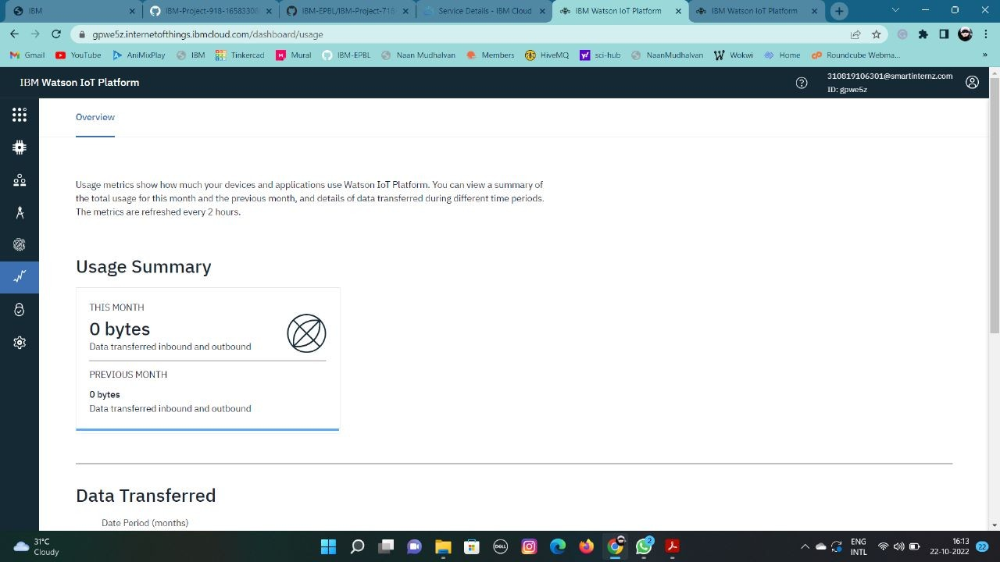 IBM
IBM-Project-918-16583308
IBM-EPBL/IBM-Project-718
Service Details - IBM Cloud
IBM Watson IoT Platform
IBM Watson IoT Platform
gpwe5z.internetofthings.ibmcloud.com/dashboard/usage
Gmail
YouTube
AniMixPlay
IBM
Tinkercad
Mural
IBM-EPBL
Naan Mudhalvan
Members
HiveMQ
sci-hub
NaanMudhalvan
Wokwi
Home
Roundcube Webma...
IBM Watson IoT Platform
310819106301@smartinternz.com
ID: gpwe5z
Overview
Usage metrics show how much your devices and applications use Watson IoT Platform. You can view a summary of
the total usage for this month and the previous month, and details of data transferred during different time periods.
The metrics are refreshed every 2 hours.
Usage Summary
THIS MONTH
0 bytes
Data transferred inbound and outbound
PREVIOUS MONTH
0 bytes
Data transferred inbound and outbound
Data Transferred
Date Period (months)
31°C
Cloudy
DELL
2
ENG
INTL
16:13
22-10-2022
22